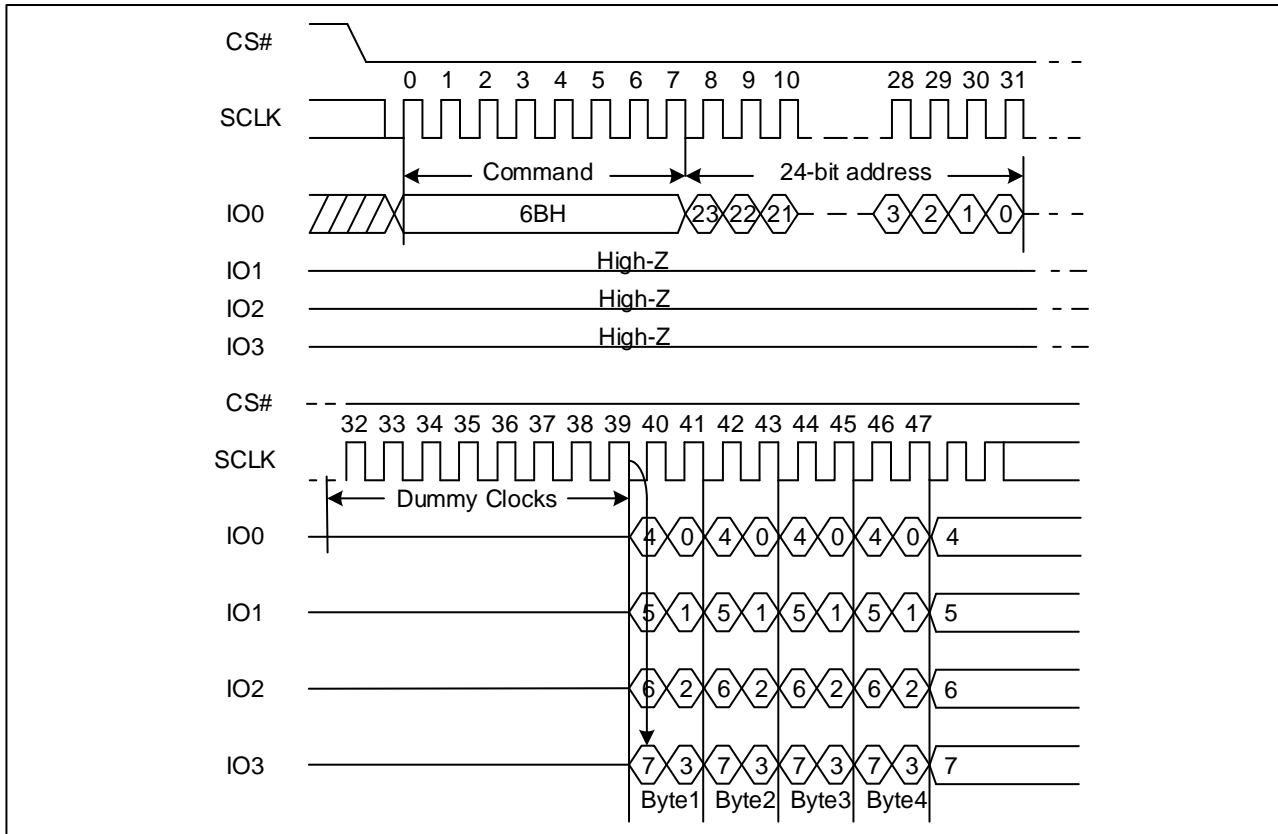 CS#
0 1 2 3 4 5 6 7 8 9 10 28 29 30 31
SCLK
Command 24-bit address
IO0 6BH 23 22 21 3 2 1 0
High-Z
IO1
High-Z
IO2
High-Z
IO3
CS#
32 33 34 35 36 37 38 39 40 41 42 43 44 45 46 47
SCLK
Dummy Clocks
IO0 4 0 4 0 4 0 4 0 4
IO1 5 1 5 1 5 1 5 1 5
IO2 6 2 6 2 6 2 6 2 6
IO3 7 3 7 3 7 3 7 3 7
Byte1 Byte2 Byte3 Byte4